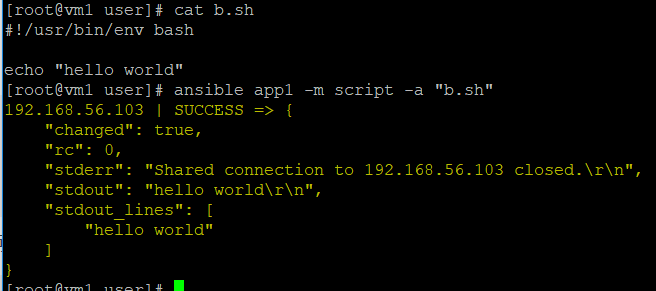 [root@vm1 user]# cat b.sh
#!/usr/bin/env bash
echo "hello world"
[root@vm1 user]# ansible app1 -m script -a "b.sh"
192.168.56.103 | SUCCESS => {
    "changed": true,
    "rc": 0,
    "stderr": "Shared connection to 192.168.56.103 closed.\r\n",
    "stdout": "hello world\r\n",
    "stdout_lines": [
        "hello world"
    ]
}
[root@vm1 user]#